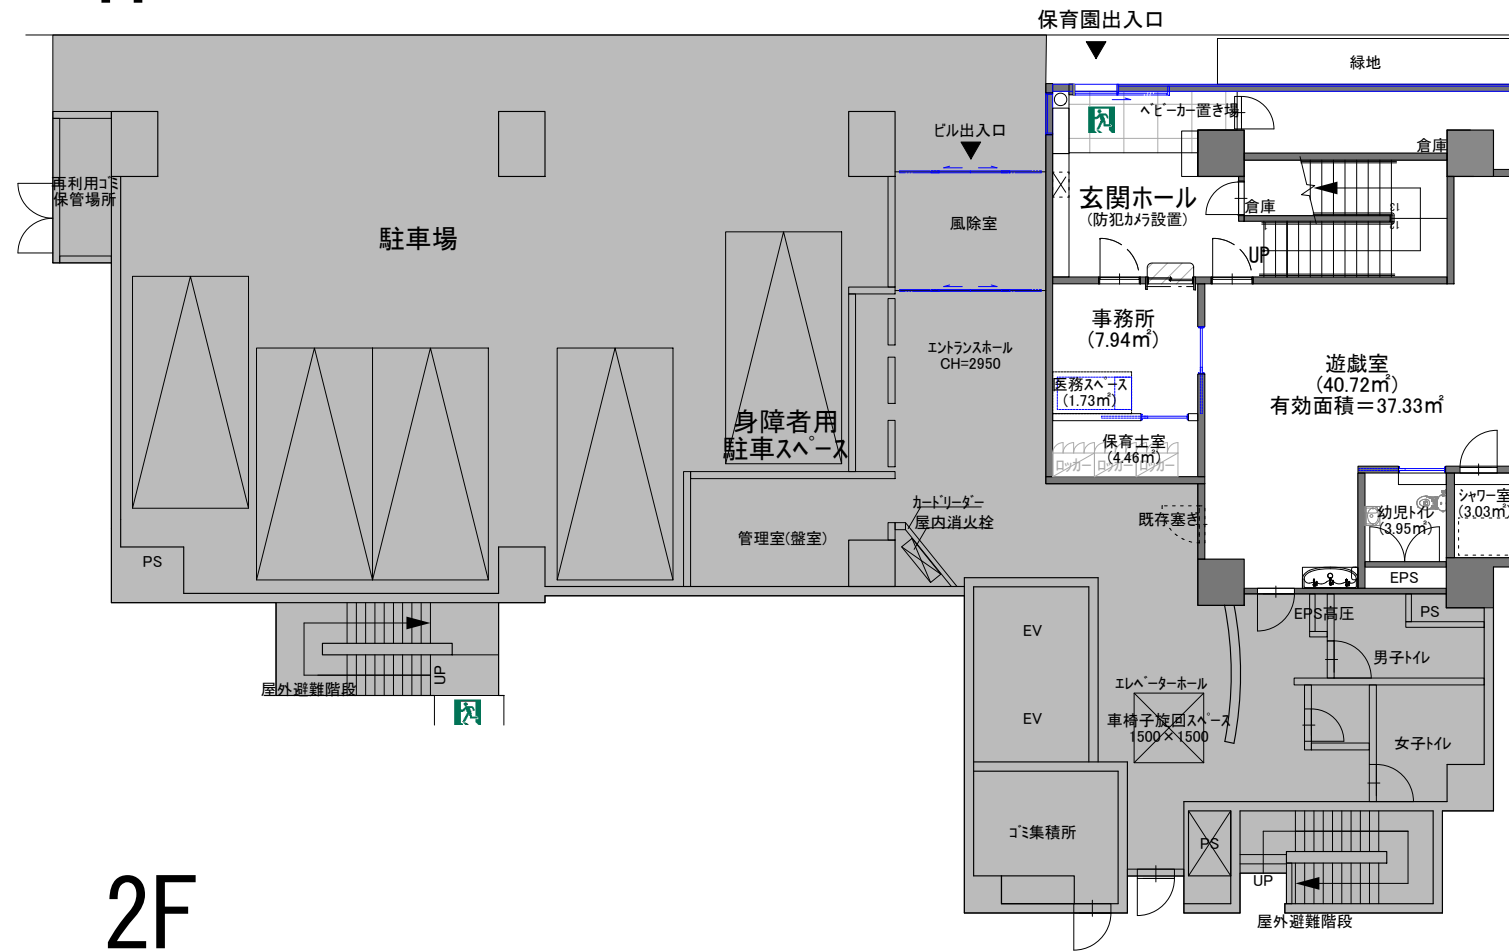 保育園出入口
緑地
ベビーカー置き場
ビル出入口
倉庫
再利用ゴミ
保管場所
玄関ホール
(防犯カメラ設置)
倉庫
13
12
1
駐車場
風除室
UP
事務所
(7.94㎡)
エントランスホール
CH=2950
遊戯室
(40.72㎡)
有効面積＝37.33㎡
医務スペース
(1.73㎡)
身障者用
駐車スペース
保育士室
(4.46㎡)
ロッカー
ロッカー
ロッカー
カードリーダー
屋内消火栓
シャワー室
(3.03㎡)
幼児トイレ
(3.95㎡)
既存塞ぎ
管理室(盤室)
PS
EPS
EPS高圧
PS
EV
男子トイレ
屋外避難階段
UP
エレベーターホール
EV
車椅子旋回スペース
1500×1500
女子トイレ
ゴミ集積所
PS
UP
屋外避難階段
2F